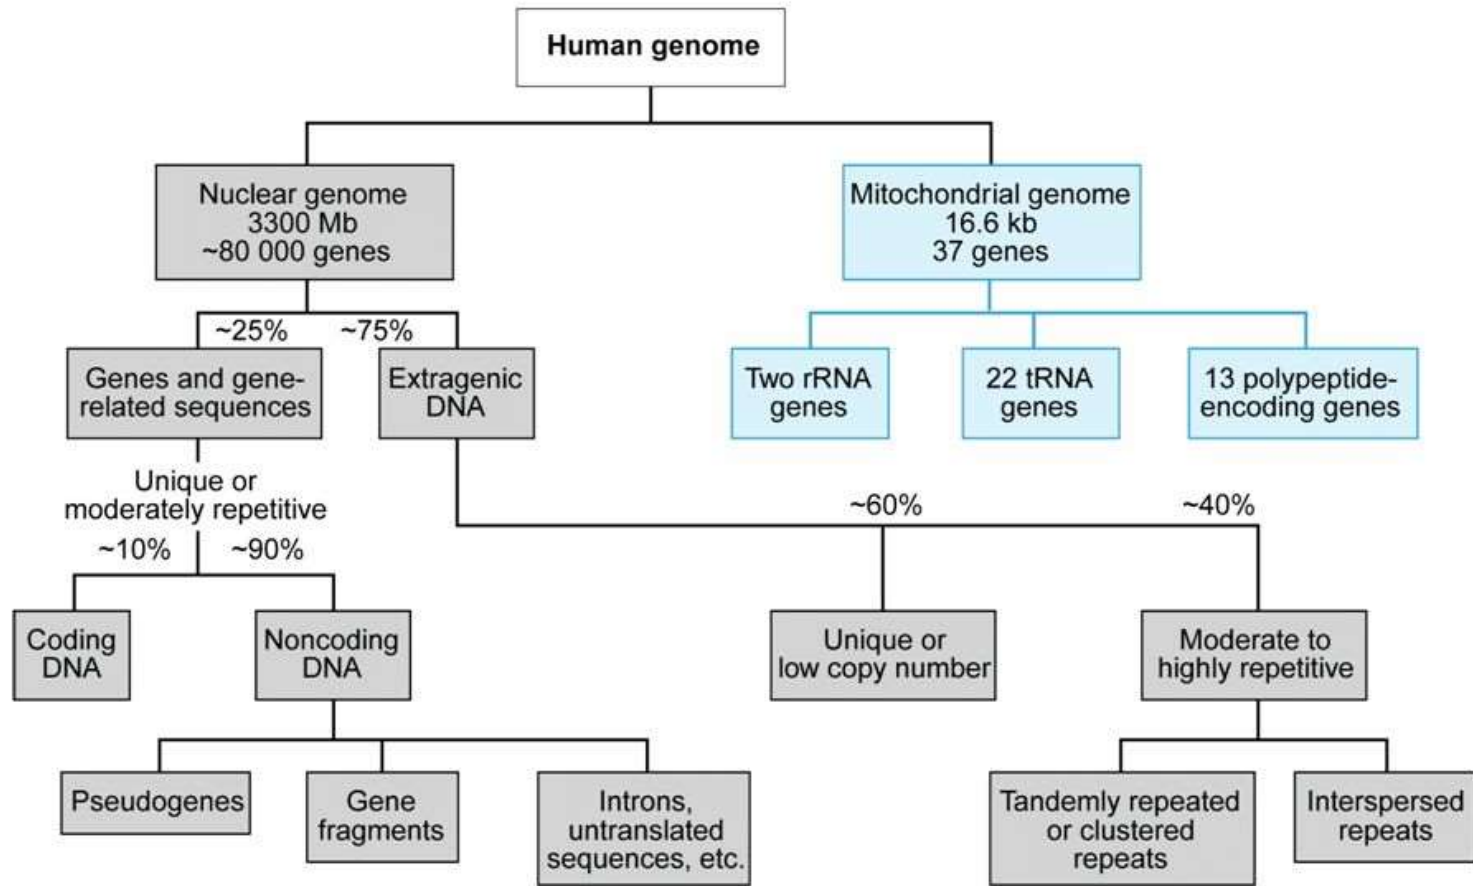 Human genome
Nuclear genome
3300 Mb
~80 000 genes
Mitochondrial genome
16.6 kb
37 genes
~25%
~75%
Genes and gene-
related sequences
Extragenic
DNA
Two rRNA
genes
22 tRNA
genes
13 polypeptide-
encoding genes
Unique or
moderately repetitive
~10%
~90%
~60%
~40%
Coding
DNA
Noncoding
DNA
Unique or
low copy number
Moderate to
highly repetitive
Pseudogenes
Gene
fragments
Introns,
untranslated
sequences, etc.
Tandemly repeated
or clustered
repeats
Interspersed
repeats